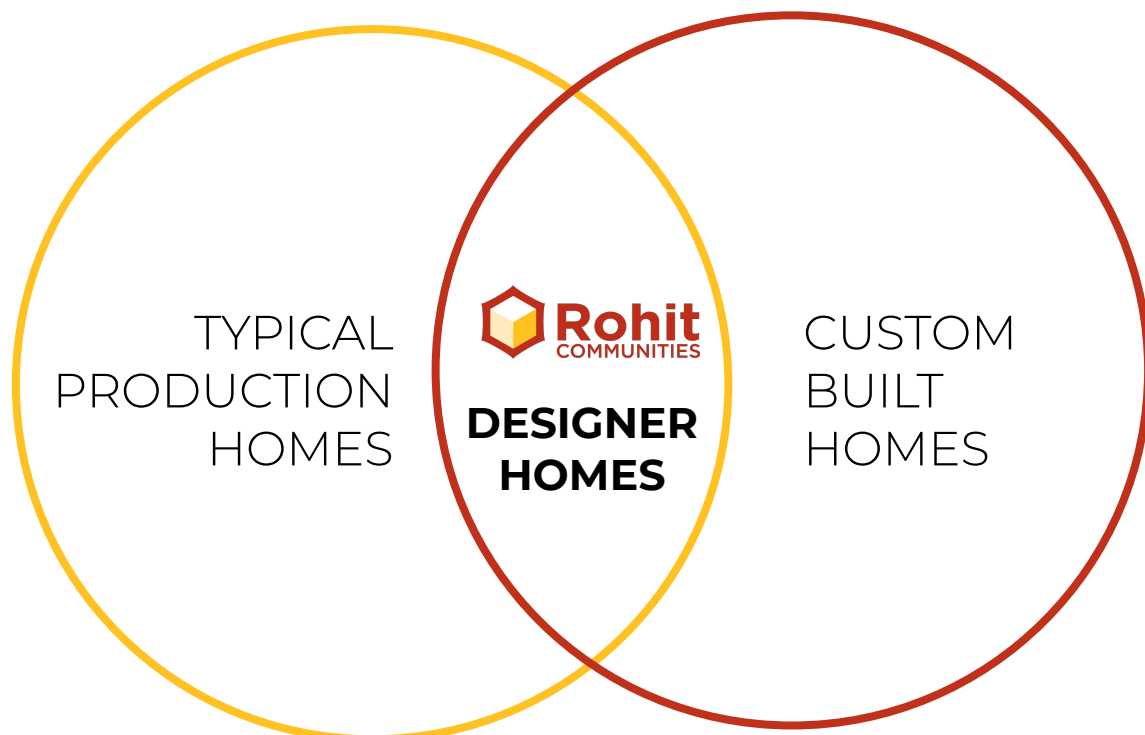 TYPICAL
PRODUCTION
HOMES
Rohit
COMMUNITIES
DESIGNER
HOMES
CUSTOM
BUILT
HOMES